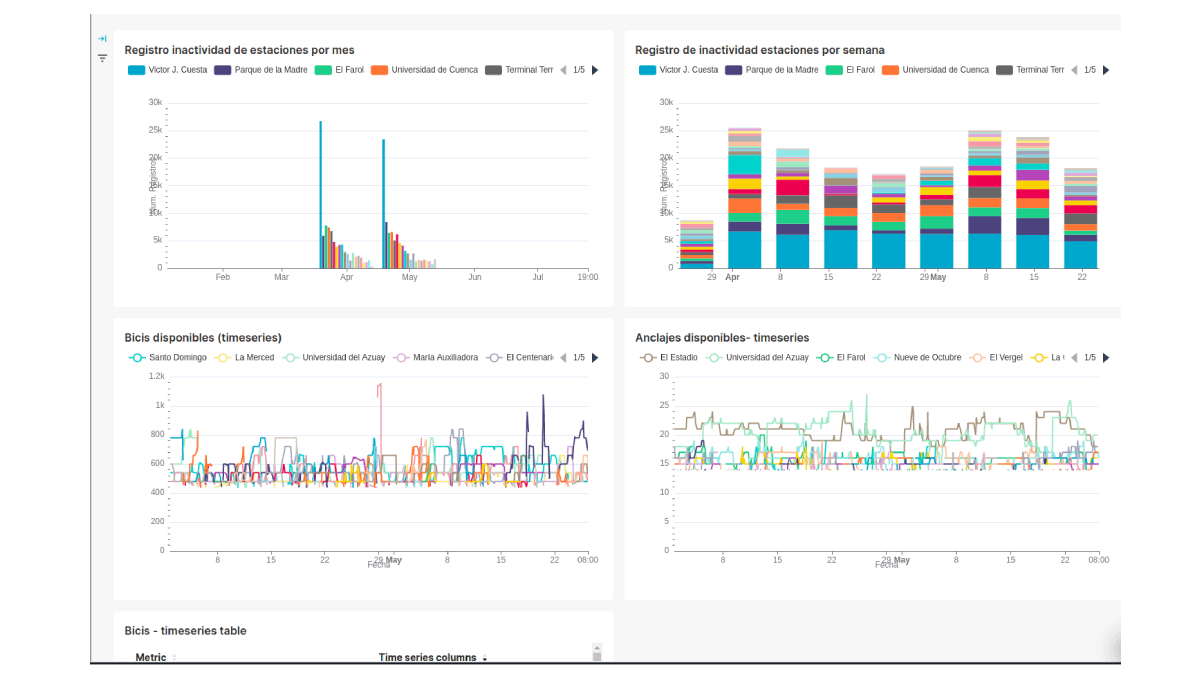 Registro inactividad de estaciones por mes
Victor J. Cuesta Parque de la Madre El Farol Universidad de Cuenca Terminal Terr 1/5
30k
25k
20k
15k
10k
5k
0
Num. Registros
Feb Mar Apr May Jun Jul 19:00
Registro de inactividad estaciones por semana
Victor J. Cuesta Parque de la Madre El Farol Universidad de Cuenca Terminal Terr 1/5
30k
25k
20k
15k
10k
5k
0
Num. Registros
29 Apr 8 15 22 29 May 8 15 22
Bicis disponibles (timeseries)
Santo Domingo La Merced Universidad del Azuay María Auxiliadora El Centenari 1/5
1.2k
1k
800
600
400
200
0
8 15 22 29 May 8 15 22 08:00
Fecha
Anclajes disponibles- timeseries
El Estadio Universidad del Azuay El Farol Nueve de Octubre El Vergel La 1/5
30
25
20
15
10
5
0
8 15 22 29 May 8 15 22 08:00
Fecha
Bicis - timeseries table
Metric Time series columns